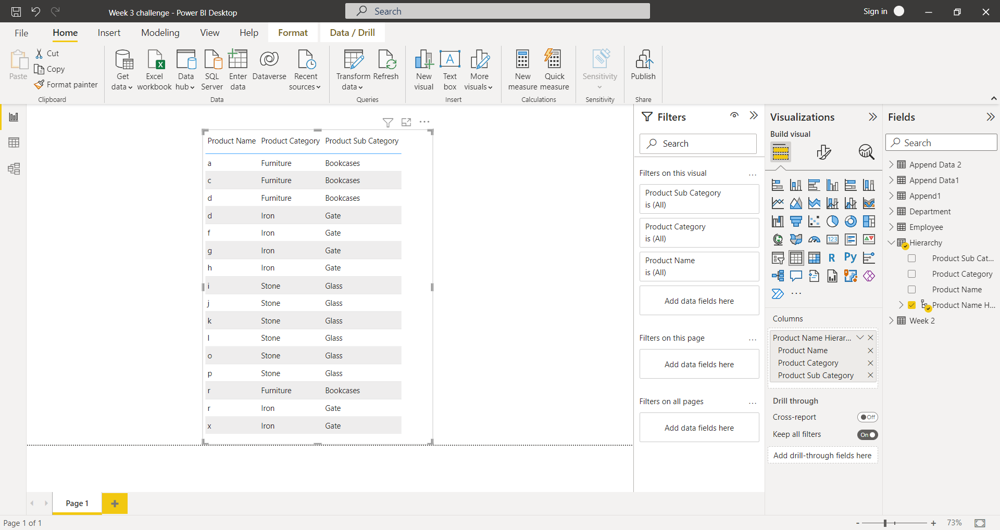 Week 3 challenge - Power BI Desktop
Search
Sign in
File
Home
Insert
Modeling
View
Help
Format
Data / Drill
Paste
Cut
Copy
Format painter
Clipboard
Get data
Excel workbook
Data hub
SQL Server
Enter data
Dataverse
Recent sources
Data
Transform data
Refresh
Queries
New visual
Text box
More visuals
Insert
New measure
Quick measure
Calculations
Sensitivity
Sensitivity
Publish
Share
Product Name Product Category Product Sub Category
a Furniture Bookcases
c Furniture Bookcases
d Furniture Bookcases
d Iron Gate
f Iron Gate
g Iron Gate
h Iron Gate
i Stone Glass
j Stone Glass
k Stone Glass
l Stone Glass
o Stone Glass
p Stone Glass
r Furniture Bookcases
r Iron Gate
x Iron Gate
Filters
Search
Filters on this visual
...
Product Sub Category
is (All)
Product Category
is (All)
Product Name
is (All)
Add data fields here
Filters on this page
...
Add data fields here
Filters on all pages
...
Add data fields here
Visualizations
Build visual
123
R
Py
...
Columns
Product Name Hierar...
Product Name
Product Category
Product Sub Category
Drill through
Cross-report
Off
Keep all filters
On
Add drill-through fields here
Fields
Search
Append Data 2
Append Data1
Append1
Department
Employee
Hierarchy
Product Sub Cat...
Product Category
Product Name
Product Name H...
Week 2
Page 1
Page 1 of 1
- + 73%